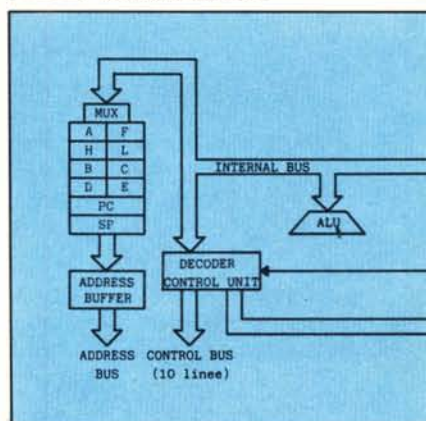 MUX
A F
H L
B C
D E
PC
SP
INTERNAL BUS
ALU
ADDRESS
BUFFER
DECODER
CONTROL UNIT
ADDRESS
BUS
CONTROL BUS
(10 linee)